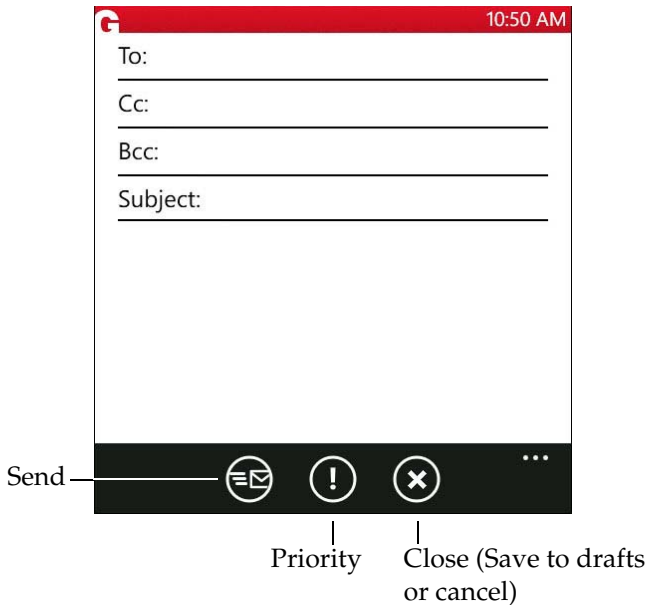 G
10:50 AM
To:
Cc:
Bcc:
Subject:
...
Send
Priority
Close (Save to drafts
or cancel)